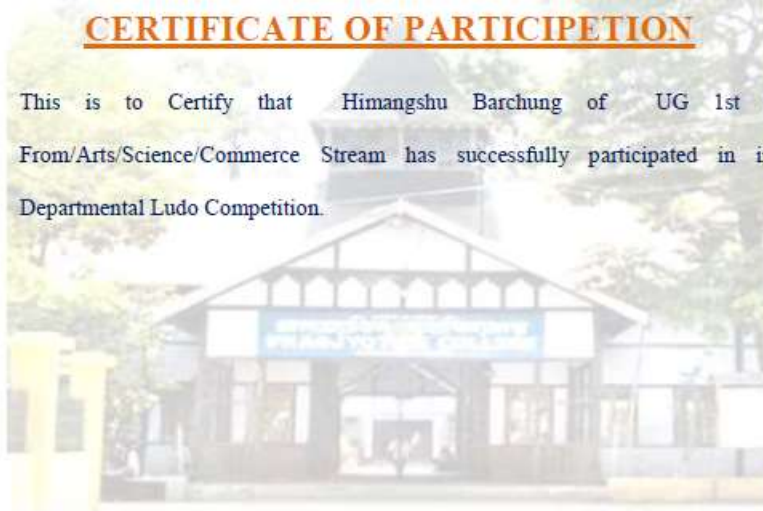 CERTIFICATE OF PARTICIPETION
This is to Certify that Himangshu Barchung of UG 1st
From/Arts/Science/Commerce Stream has successfully participated in i
Departmental Ludo Competition.
COLLEGE